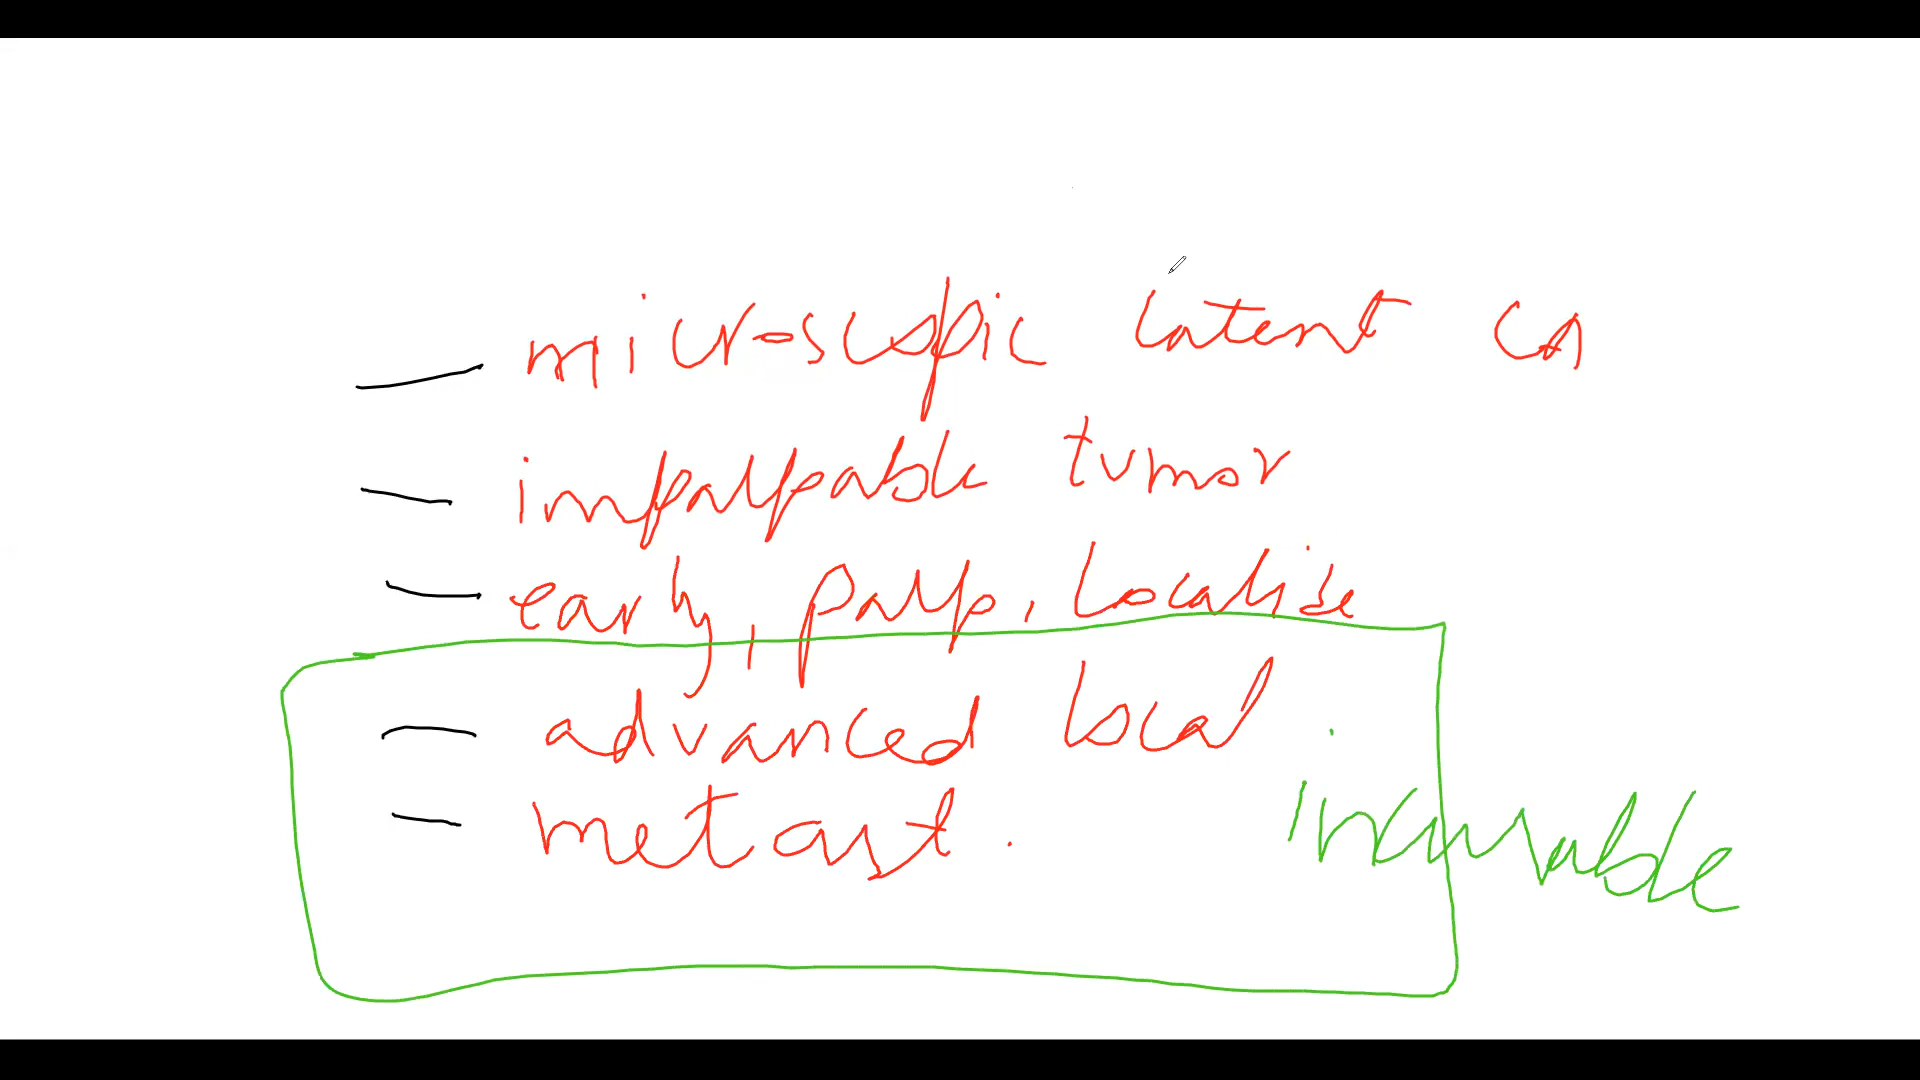 — microscopic latent ca
— impalpable tumor
— early, palp, localise
— advanced local .
— metast .
incurable